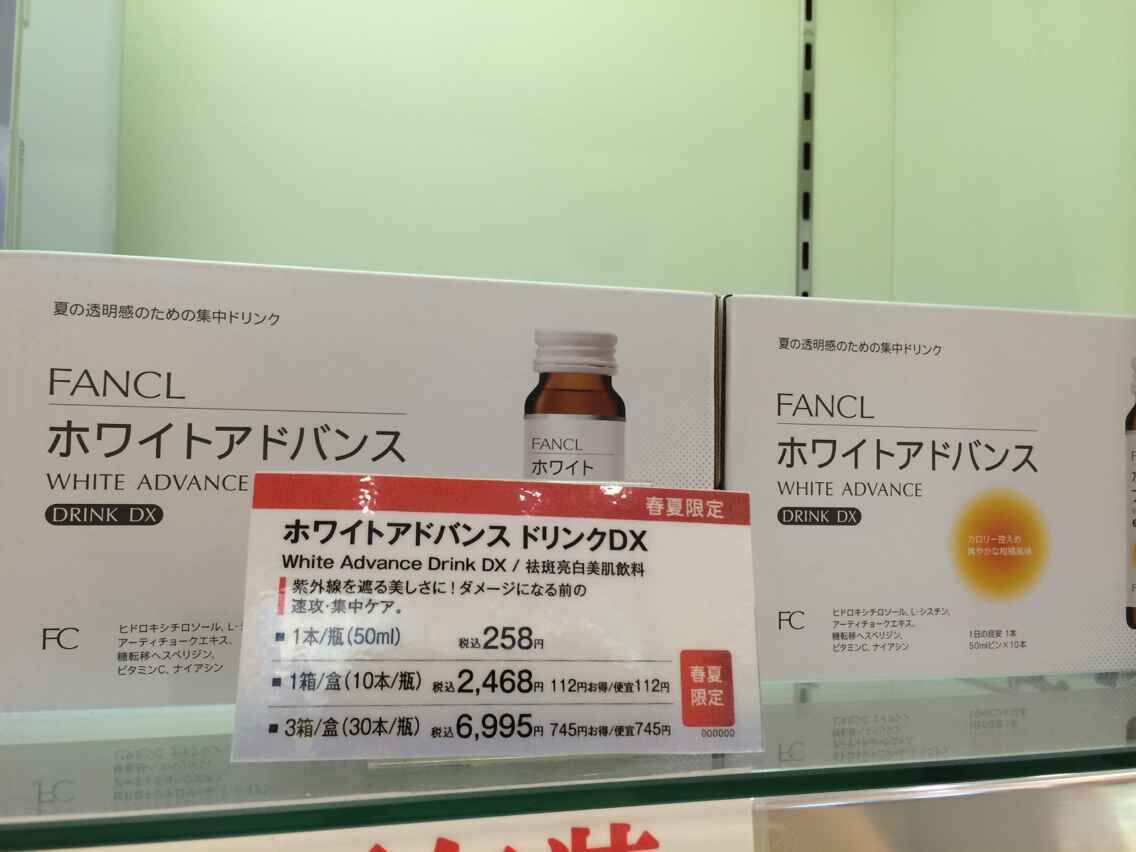 夏の透明感のための集中ドリンク
FANCL
ホワイトアドバンス
WHITE ADVANCE
DRINK DX
FANCL
ホワイト
FC
ヒドロキシチロソール、L-シ
アーティチョークエキス、
糖転移ヘスペリジン、
ビタミンC、ナイアシン
春夏限定
ホワイトアドバンス ドリンクDX
White Advance Drink DX / 祛斑亮白美肌飲料
紫外線を遮る美しさに!ダメージになる前の
速攻・集中ケア。
■ 1本/瓶(50ml) 税込258円
■ 1箱/盒(10本/瓶) 税込2,468円 112円お得/便宜112円
■ 3箱/盒(30本/瓶) 税込6,995円 745円お得/便宜745円
春夏
限定
000000
夏の透明感のための集中ドリンク
FANCL
ホワイトアドバンス
WHITE ADVANCE
DRINK DX
カロリー控えめ
爽やかな柑橘風味
FC
ヒドロキシチロソール、L-シスチン、
アーティチョークエキス、
糖転移ヘスペリジン、
ビタミンC、ナイアシン
1日の目安 1本
50mlビン×10本